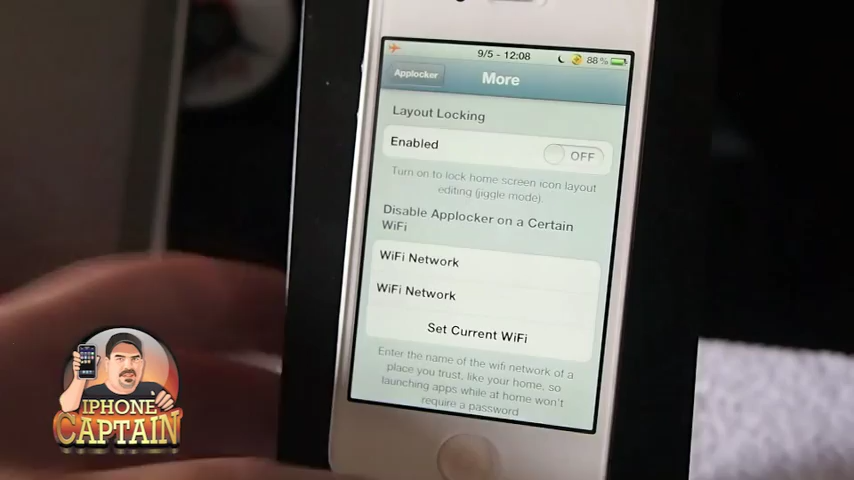 9/5 - 12:08
88 %
Applocker
More
Layout Locking
Enabled
OFF
Turn on to lock home screen icon layout
editing (jiggle mode).
Disable Applocker on a Certain
WiFi
WiFi Network
WiFi Network
Set Current WiFi
Enter the name of the wifi network of a
place you trust, like your home, so
launching apps while at home won't
require a password
IPHONE
CAPTAIN